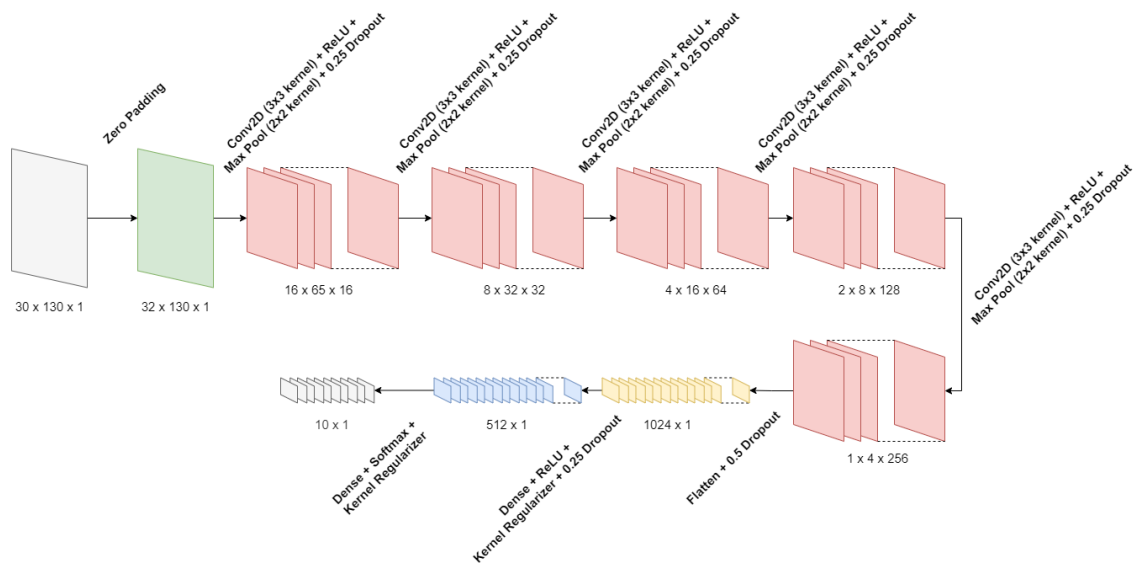 Zero Padding
Conv2D (3x3 kernel) + ReLU +
Max Pool (2x2 kernel) + 0.25 Dropout
Conv2D (3x3 kernel) + ReLU +
Max Pool (2x2 kernel) + 0.25 Dropout
Conv2D (3x3 kernel) + ReLU +
Max Pool (2x2 kernel) + 0.25 Dropout
Conv2D (3x3 kernel) + ReLU +
Max Pool (2x2 kernel) + 0.25 Dropout
30 x 130 x 1
32 x 130 x 1
16 x 65 x 16
8 x 32 x 32
4 x 16 x 64
2 x 8 x 128
Conv2D (3x3 kernel) + ReLU +
Max Pool (2x2 kernel) + 0.25 Dropout
1 x 4 x 256
Flatten + 0.5 Dropout
1024 x 1
Dense + ReLU +
Kernel Regularizer + 0.25 Dropout
512 x 1
Dense + Softmax +
Kernel Regularizer
10 x 1